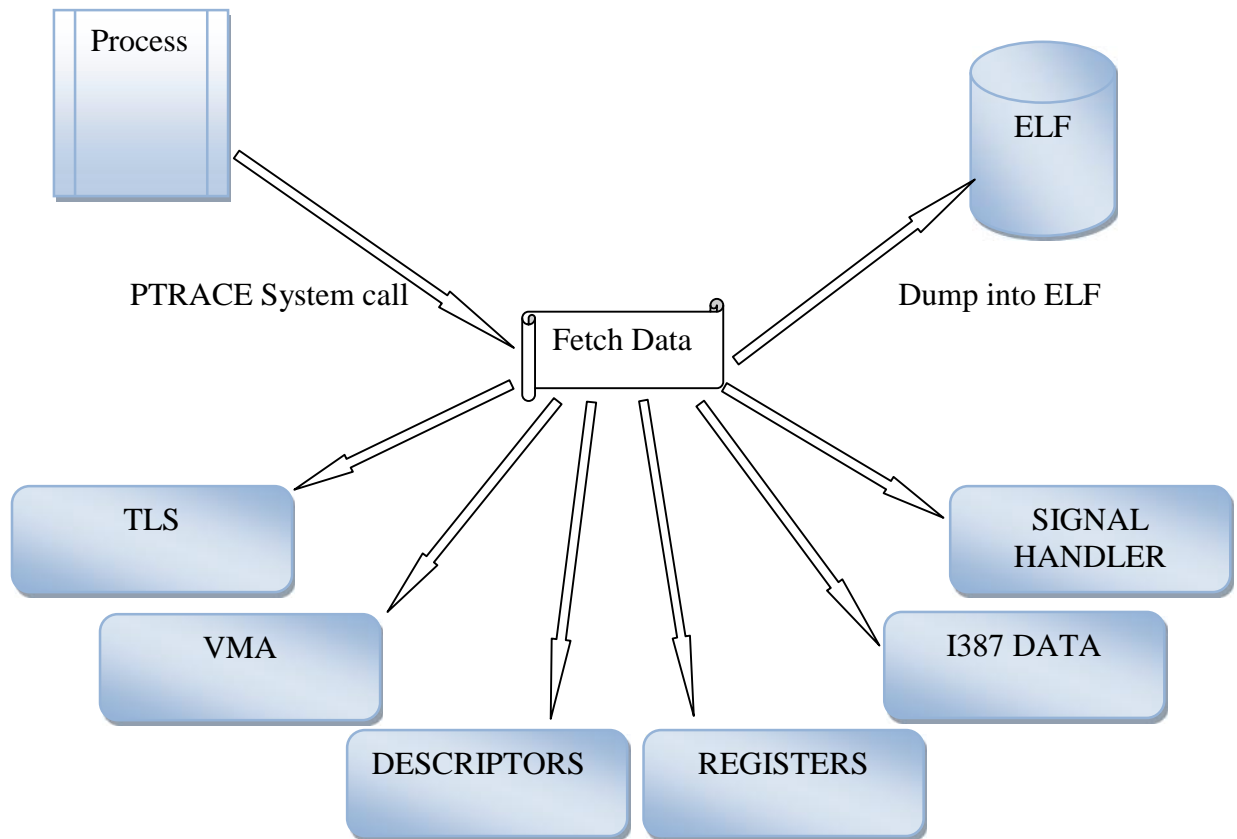 Process
ELF
PTRACE System call
Dump into ELF
Fetch Data
TLS
SIGNAL
HANDLER
VMA
I387 DATA
DESCRIPTORS
REGISTERS